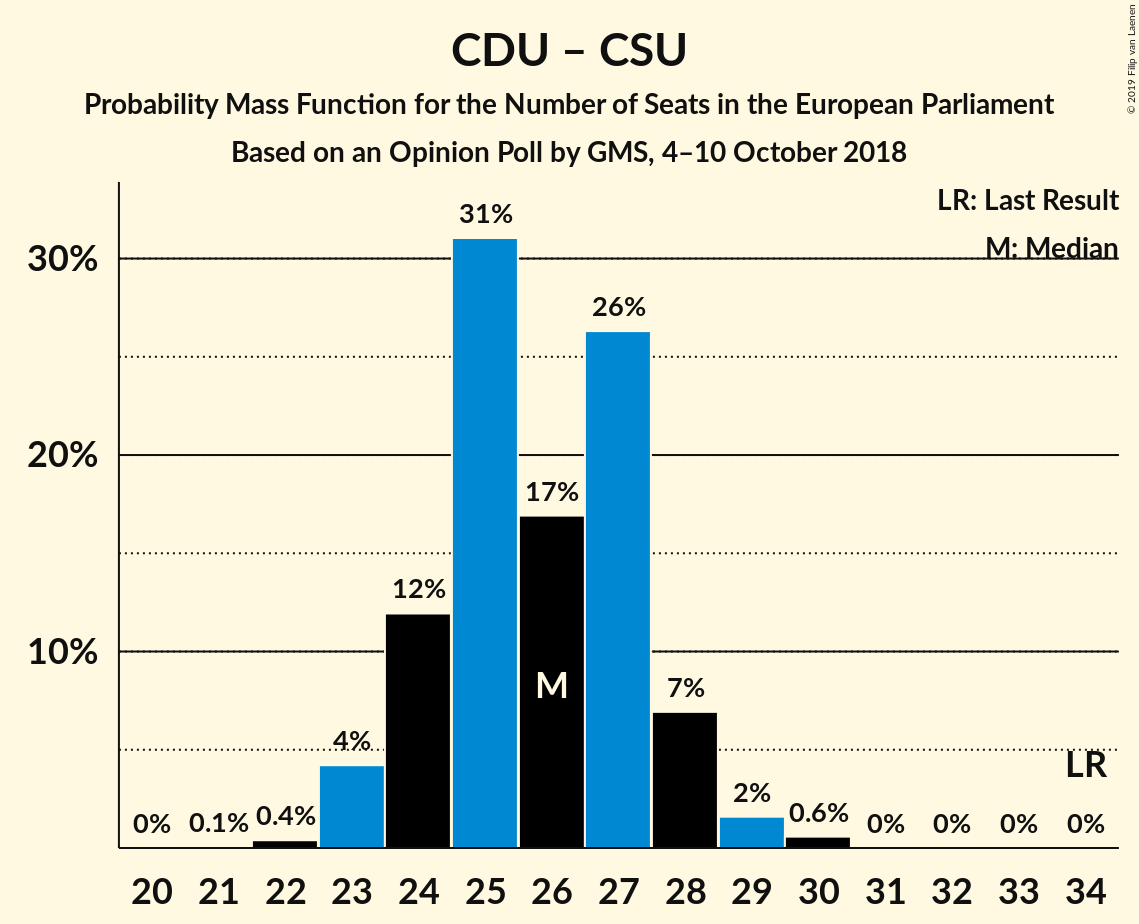 CDU – CSU
Probability Mass Function for the Number of Seats in the European Parliament
Based on an Opinion Poll by GMS, 4–10 October 2018
© 2019 Filip van Laenen
LR: Last Result
M: Median
30%
20%
10%
0% 0.1% 0.4% 4% 12% 31% 17% 26% 7% 2% 0.6% 0% 0% 0% 0%
M
LR
20 21 22 23 24 25 26 27 28 29 30 31 32 33 34